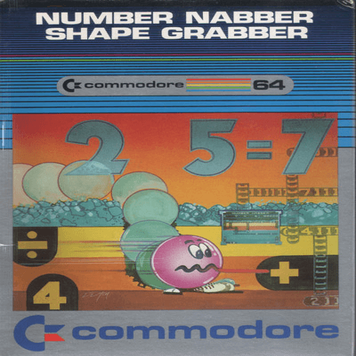 NUMBER NABBER
SHAPE GRABBER
commodore 64
2 5=7
÷
+
4
commodore